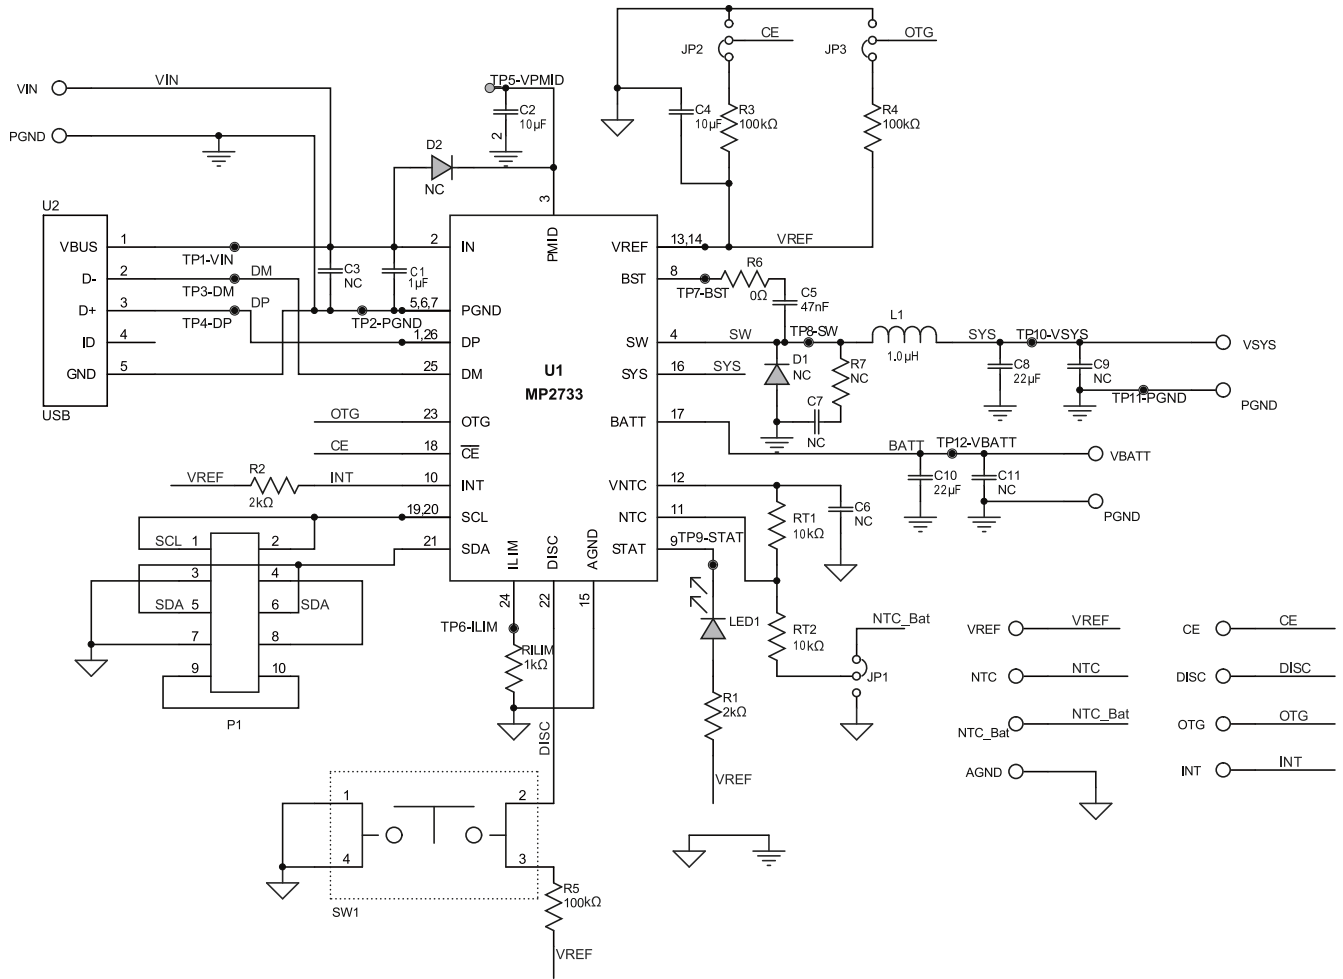 VIN
VIN
PGND
TP5-VPMID
C2
10µF
2
D2
NC
3
JP2
CE
JP3
OTG
C4
10µF
R3
100kΩ
R4
100kΩ
U2
VBUS
1
TP1-VIN
D-
2
DM
TP3-DM
D+
3
DP
TP4-DP
ID
4
GND
5
USB
C3
NC
C1
1µF
TP2-PGND
2
IN
5,6,7
PGND
1,26
DP
25
DM
PMID
U1
MP2733
OTG
23
OTG
CE
18
CE
VREF
R2
2kΩ
INT
10
INT
19,20
SCL
21
SDA
ILIM
DISC
AGND
24
22
15
VREF
13,14
VREF
BST
8
TP7-BST
R6
0Ω
C5
47nF
SW
4
SW
TP8-SW
L1
1.0µH
SYS
TP10-VSYS
VSYS
SYS
16
SYS
D1
NC
R7
NC
C7
NC
C8
22µF
C9
NC
TP11-PGND
PGND
BATT
17
BATT
TP12-VBATT
VBATT
C10
22µF
C11
NC
PGND
VNTC
12
NTC
11
STAT
9
TP9-STAT
RT1
10kΩ
C6
NC
RT2
10kΩ
NTC_Bat
JP1
LED1
R1
2kΩ
VREF
SCL
1
2
3
4
SDA
5
6
SDA
7
8
9
10
P1
TP6-ILIM
RILIM
1kΩ
DISC
1
2
4
3
SW1
R5
100kΩ
VREF
VREF
VREF
CE
CE
NTC
NTC
DISC
DISC
NTC_Bat
NTC_Bat
OTG
OTG
AGND
INT
INT